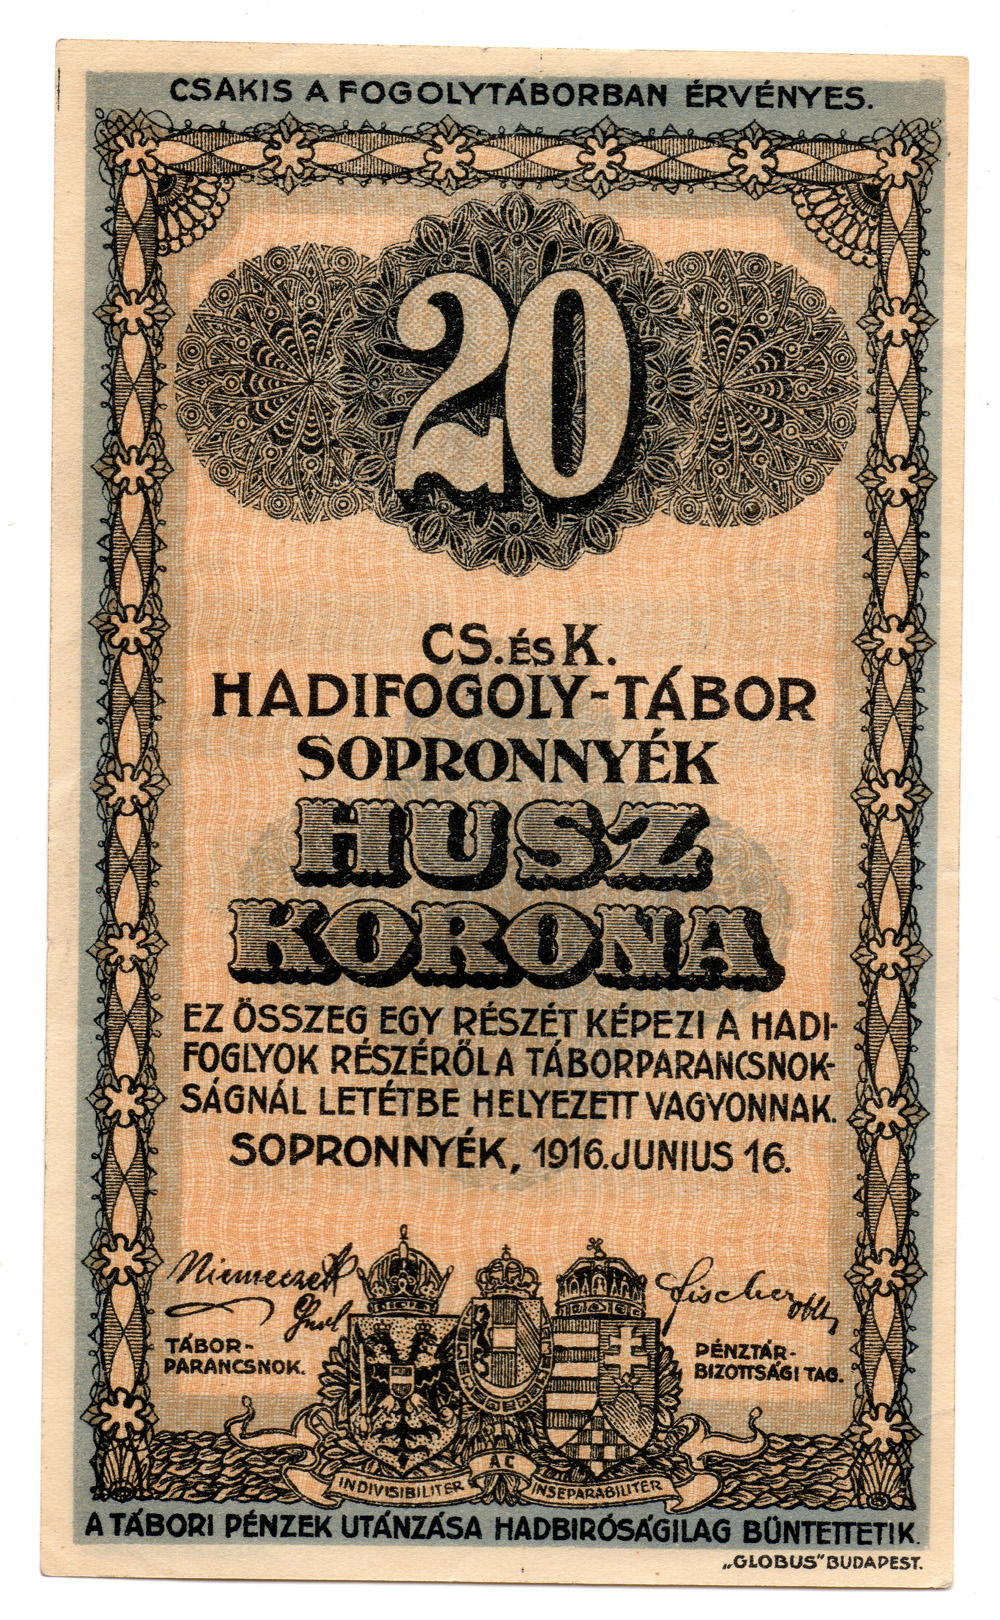 CSAKIS A FOGOLYTÁBORBAN ÉRVÉNYES.
20
CS. ÉS K.
HADIFOGOLY-TÁBOR
SOPRONNYÉK
HUSZ
KORONA
EZ ÖSSZEG EGY RÉSZÉT KÉPEZI A HADI-
FOGLYOK RÉSZÉRŐL A TÁBORPARANCSNOK-
SÁGNÁL LETÉTBE HELYEZETT VAGYONNAK.
SOPRONNYÉK, 1916. JUNIUS 16.
Fischer
TÁBOR-
PARANCSNOK.
PÉNZTÁR-
BIZOTTSÁGI TAG.
INDIVISIBILITER AC INSEPARABILITER
A TÁBORI PÉNZEK UTÁNZÁSA HADBIRÓSÁGILAG BÜNTETTETIK.
„GLOBUS" BUDAPEST.